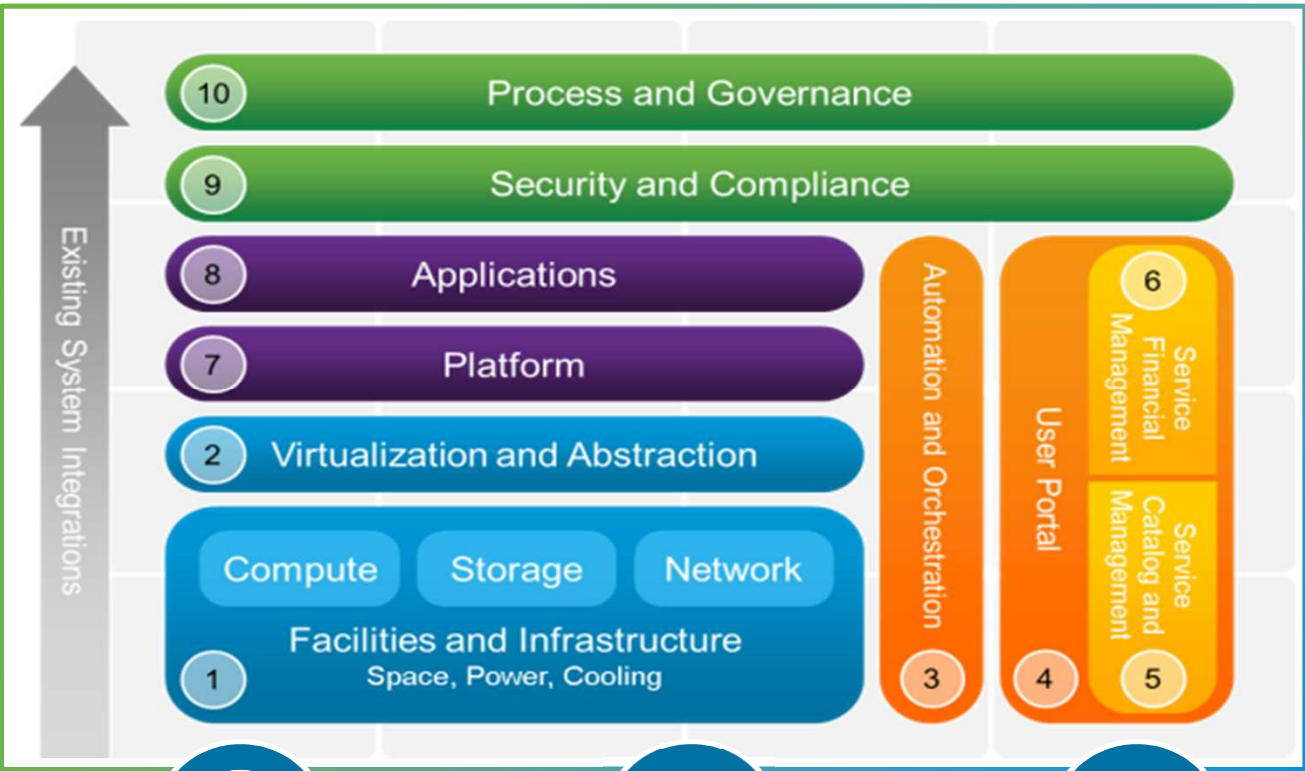 10
Process and Governance
9
Security and Compliance
8
Applications
7
Platform
2
Virtualization and Abstraction
Compute
Storage
Network
Facilities and Infrastructure
Space, Power, Cooling
1
Existing System Integrations
Automation and Orchestration
3
User Portal
4
6
Service
Financial
Management
Service
Catalog and
Management
5